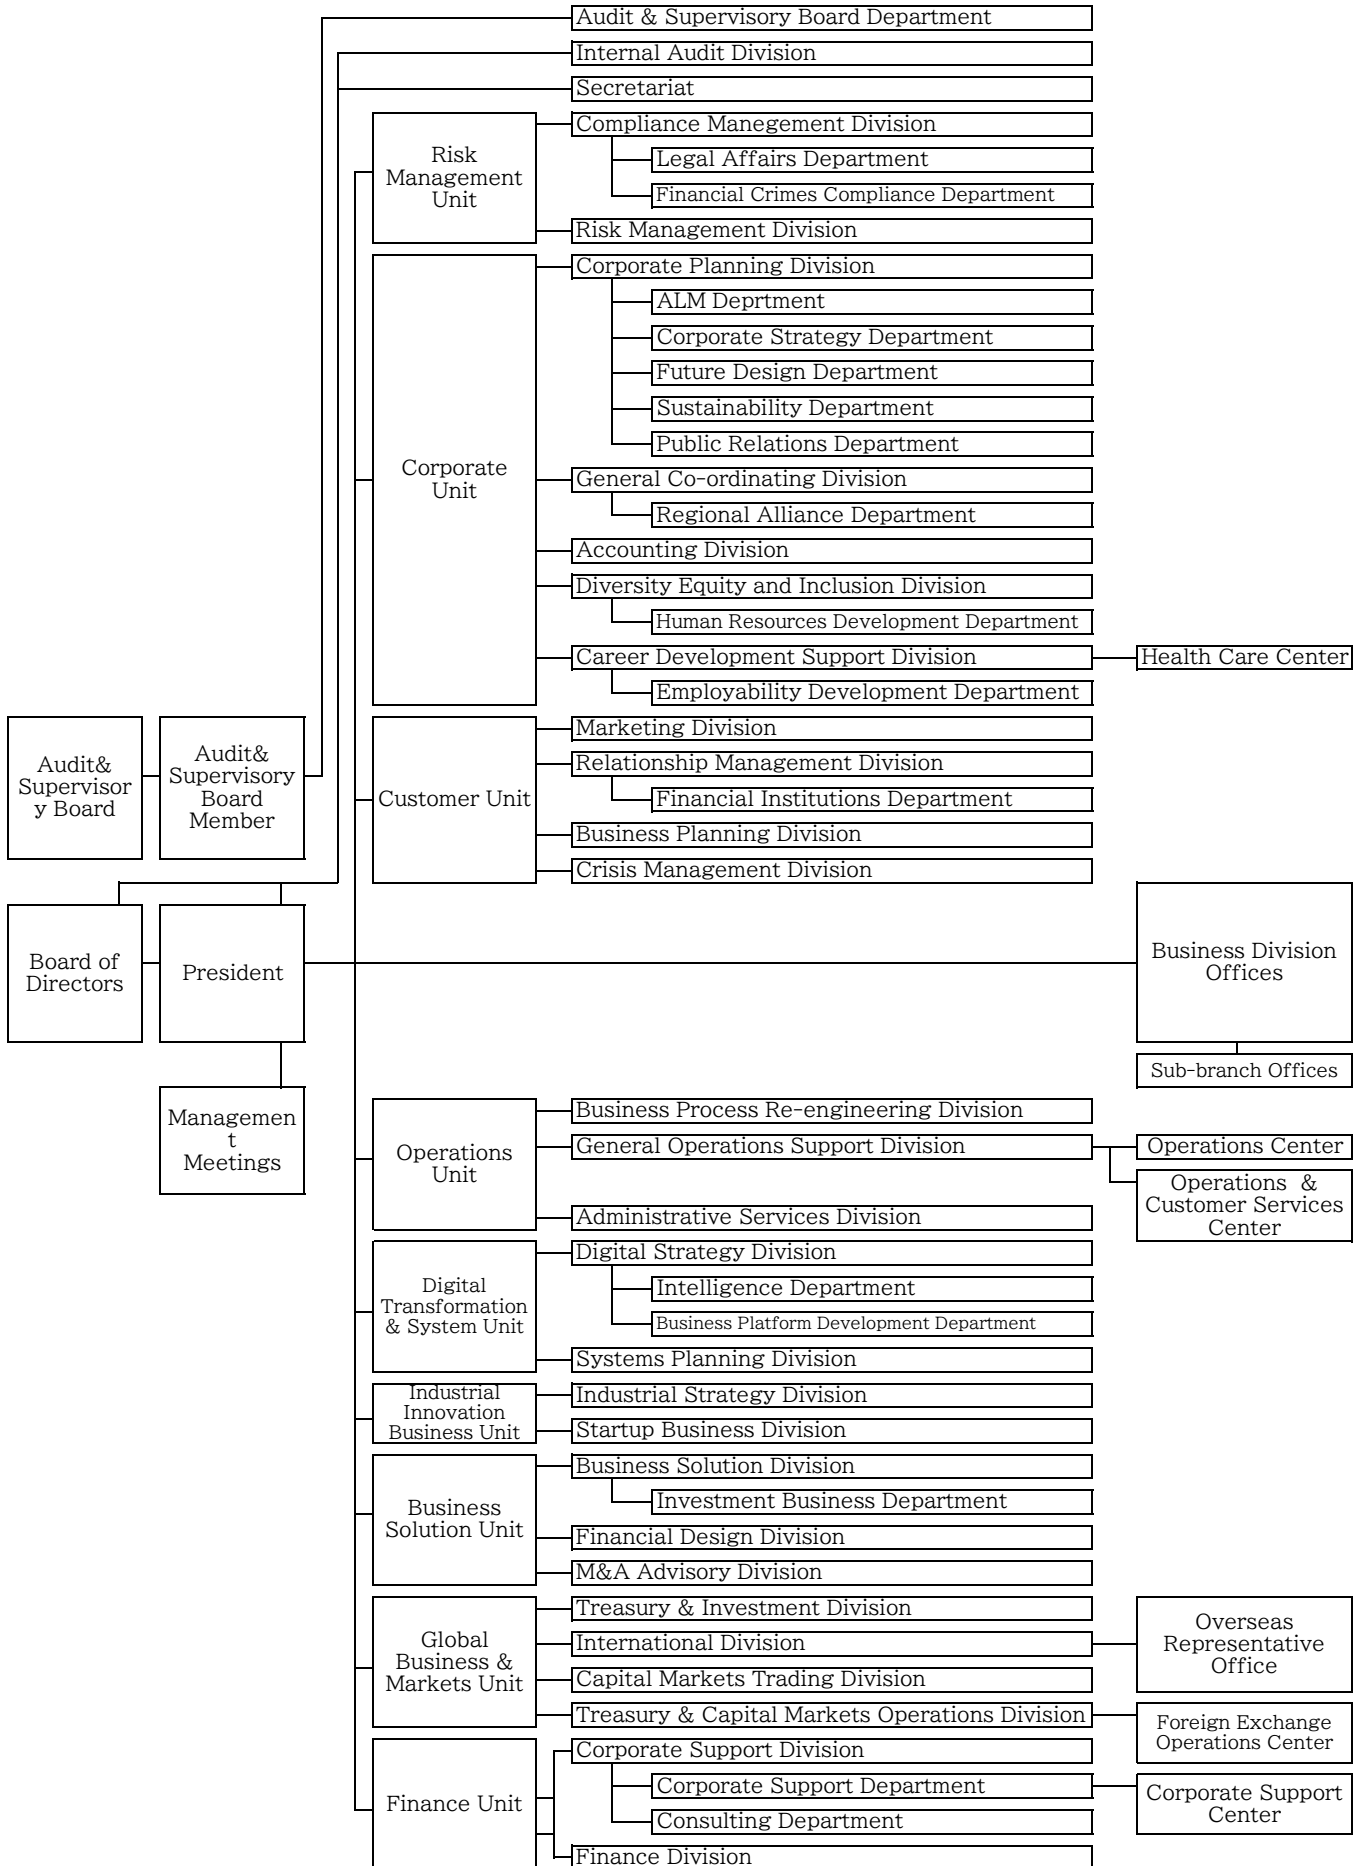 Audit & Supervisory Board Department
Internal Audit Division
Secretariat
Risk
Management
Unit
Compliance Manegement Division
Legal Affairs Department
Financial Crimes Compliance Department
Risk Management Division
Corporate
Unit
Corporate Planning Division
ALM Deprtment
Corporate Strategy Department
Future Design Department
Sustainability Department
Public Relations Department
General Co-ordinating Division
Regional Alliance Department
Accounting Division
Diversity Equity and Inclusion Division
Human Resources Development Department
Career Development Support Division
Health Care Center
Employability Development Department
Audit&
Supervisor
y Board
Audit&
Supervisory
Board
Member
Customer Unit
Marketing Division
Relationship Management Division
Financial Institutions Department
Business Planning Division
Crisis Management Division
Board of
Directors
President
Business Division
Offices
Sub-branch Offices
Managemen
t
Meetings
Operations
Unit
Business Process Re-engineering Division
General Operations Support Division
Operations Center
Operations &
Customer Services
Center
Administrative Services Division
Digital
Transformation
& System Unit
Digital Strategy Division
Intelligence Department
Business Platform Development Department
Systems Planning Division
Industrial
Innovation
Business Unit
Industrial Strategy Division
Startup Business Division
Business
Solution Unit
Business Solution Division
Investment Business Department
Financial Design Division
M&A Advisory Division
Global
Business &
Markets Unit
Treasury & Investment Division
International Division
Overseas
Representative
Office
Capital Markets Trading Division
Treasury & Capital Markets Operations Division
Foreign Exchange
Operations Center
Finance Unit
Corporate Support Division
Corporate Support Department
Corporate Support
Center
Consulting Department
Finance Division